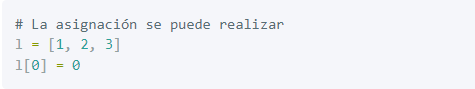 # La asignación se puede realizar
l = [1, 2, 3]
l[0] = 0